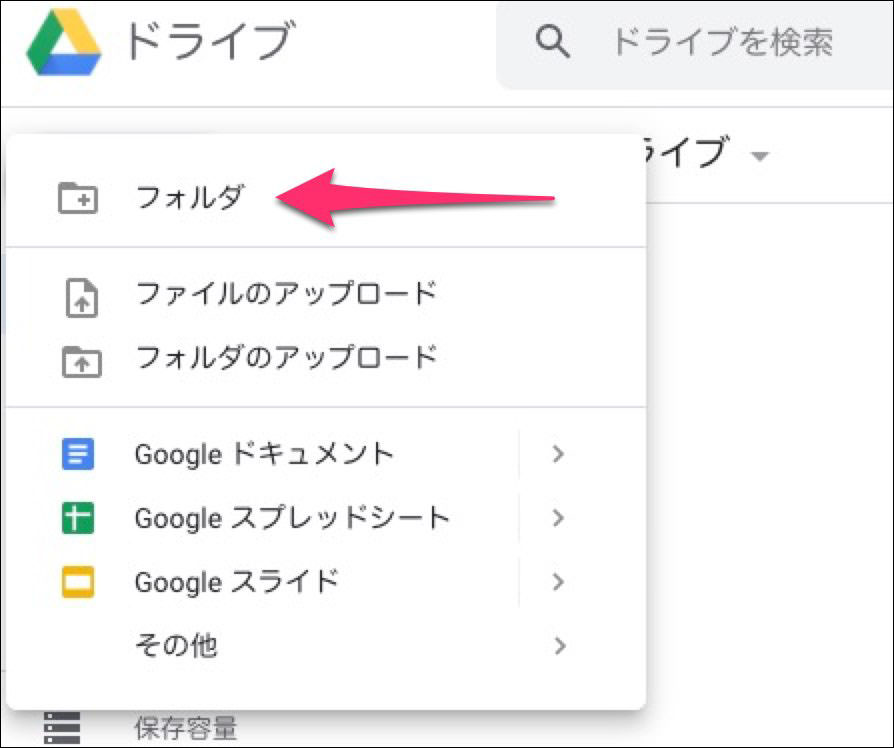 ドライブ
ドライブを検索
ライブ
フォルダ
ファイルのアップロード
フォルダのアップロード
Google ドキュメント
Google スプレッドシート
Google スライド
その他
保存容量